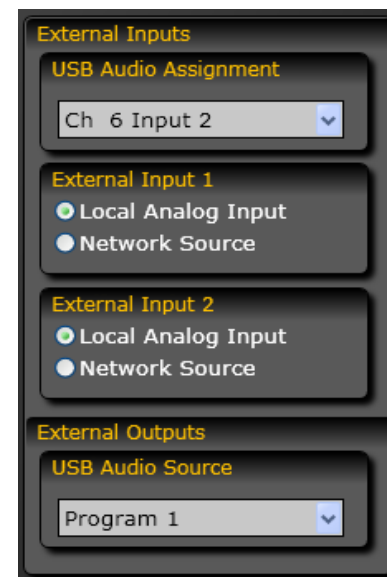 External Inputs
USB Audio Assignment
Ch  6 Input 2
External Input 1
Local Analog Input
Network Source
External Input 2
Local Analog Input
Network Source
External Outputs
USB Audio Source
Program 1